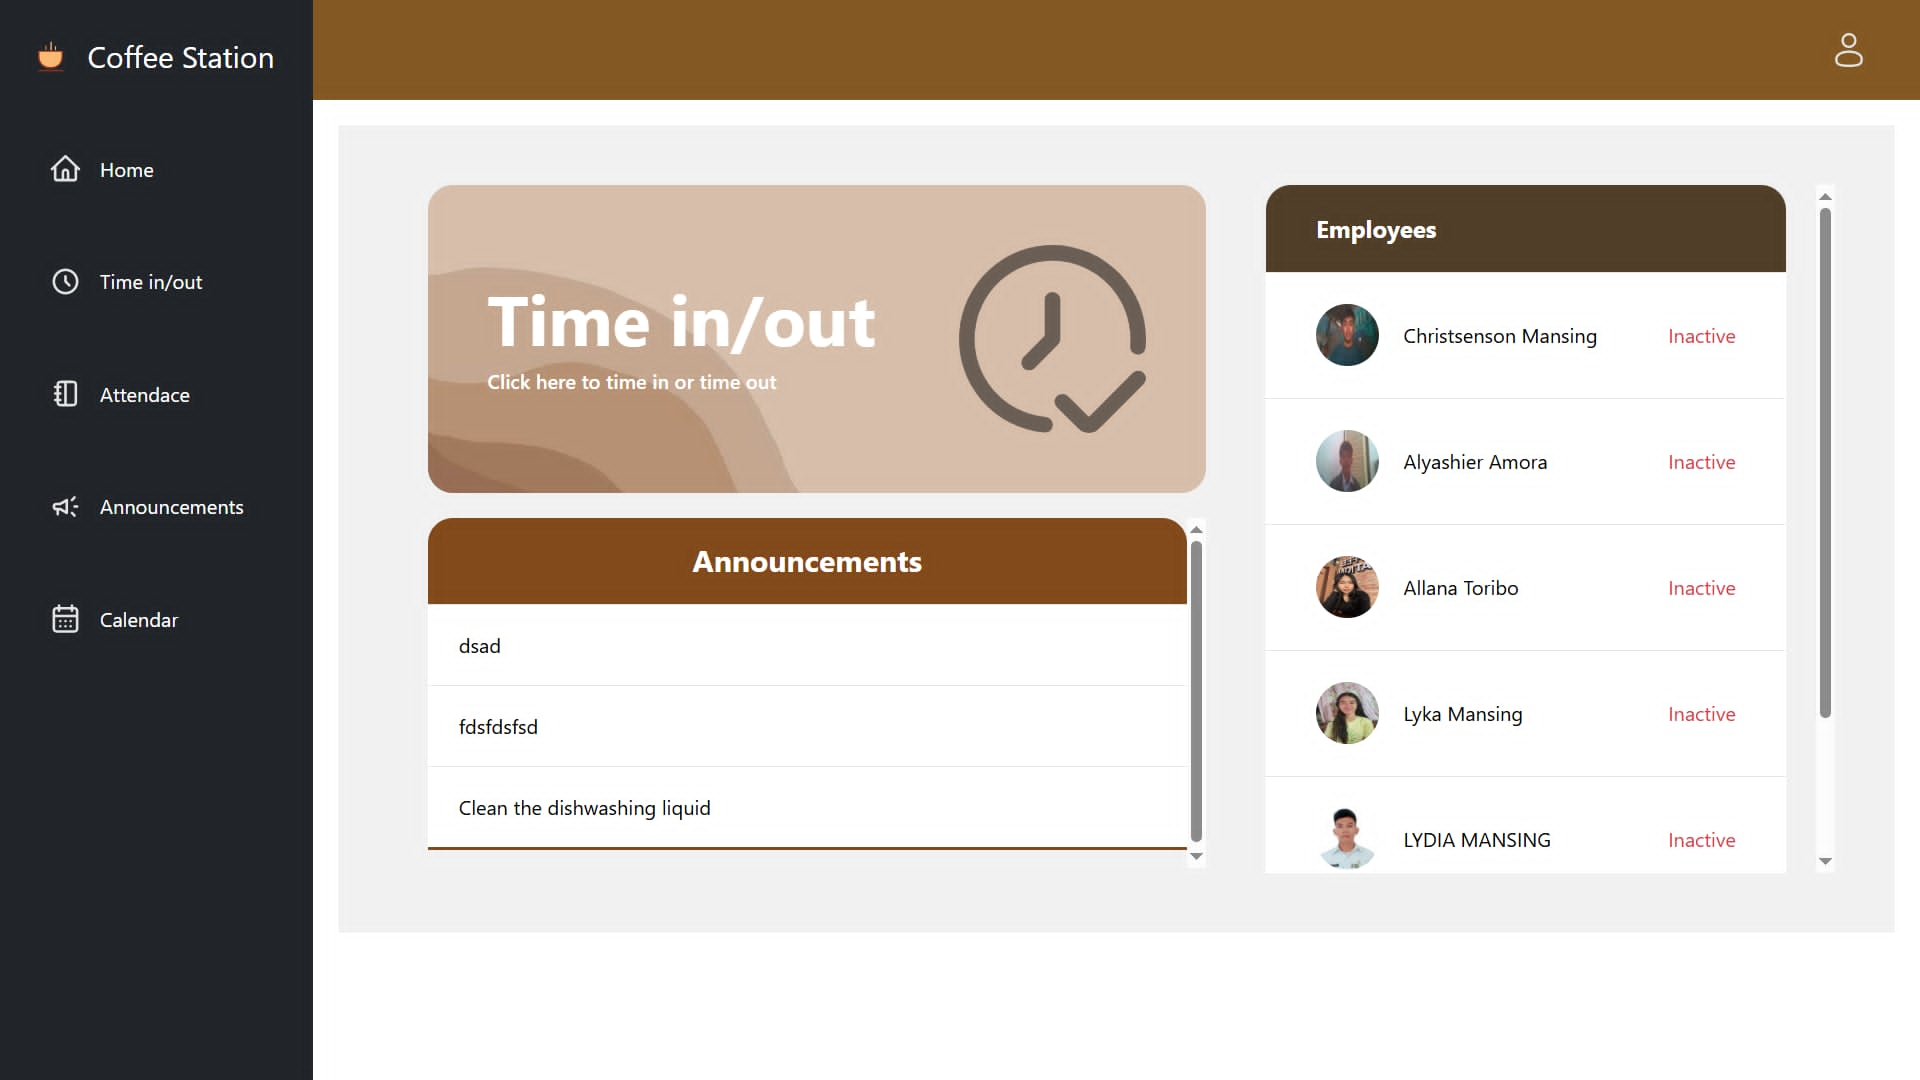 Coffee Station
Home
Time in/out
Attendace
Announcements
Calendar
Time in/out
Click here to time in or time out
Announcements
dsad
fdsfdsfsd
Clean the dishwashing liquid
Employees
Christsenson Mansing Inactive
Alyashier Amora Inactive
Allana Toribo Inactive
Lyka Mansing Inactive
LYDIA MANSING Inactive